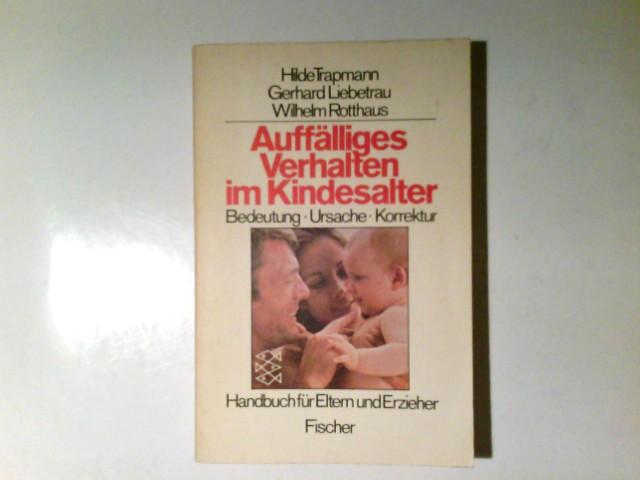 Hilde Trapmann
Gerhard Liebetrau
Wilhelm Rotthaus
Auffälliges
Verhalten
im Kindesalter
Bedeutung · Ursache · Korrektur
Handbuch für Eltern und Erzieher
Fischer